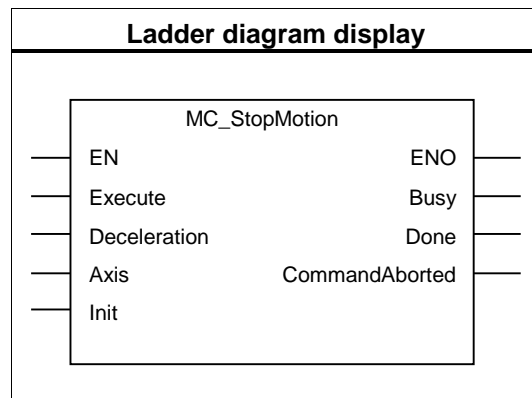 Ladder diagram display
MC_StopMotion
EN ENO
Execute Busy
Deceleration Done
Axis CommandAborted
Init